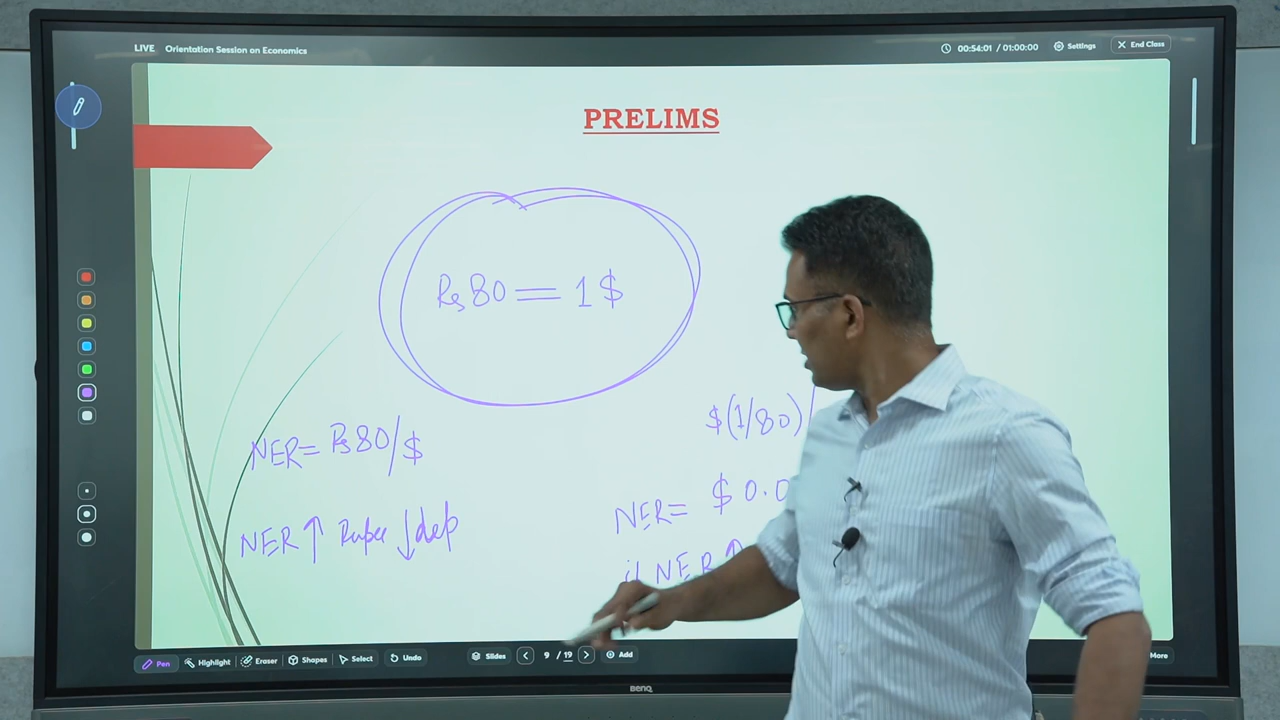 LIVE Orientation Session on Economics
00:54:01 / 01:00:00 Settings End Class
PRELIMS
Rs 80 = 1 $
$(1/80)/
NER = Rs 80/$
NER = $ 0.0
NER ↑ Rupee ↓ dep
if NER ↑
Pen Highlight Eraser Shapes Select Undo Slides 9 / 19 Add More
BenQ